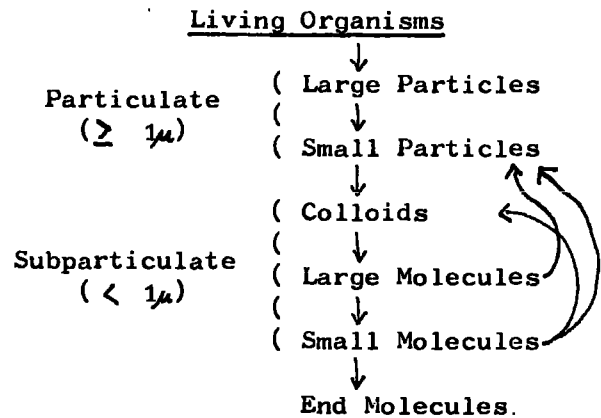 Living Organisms
Particulate
(≥ 1μ)
( Large Particles
(
( Small Particles
Subparticulate
( < 1μ)
( Colloids
(
( Large Molecules
(
( Small Molecules
End Molecules.